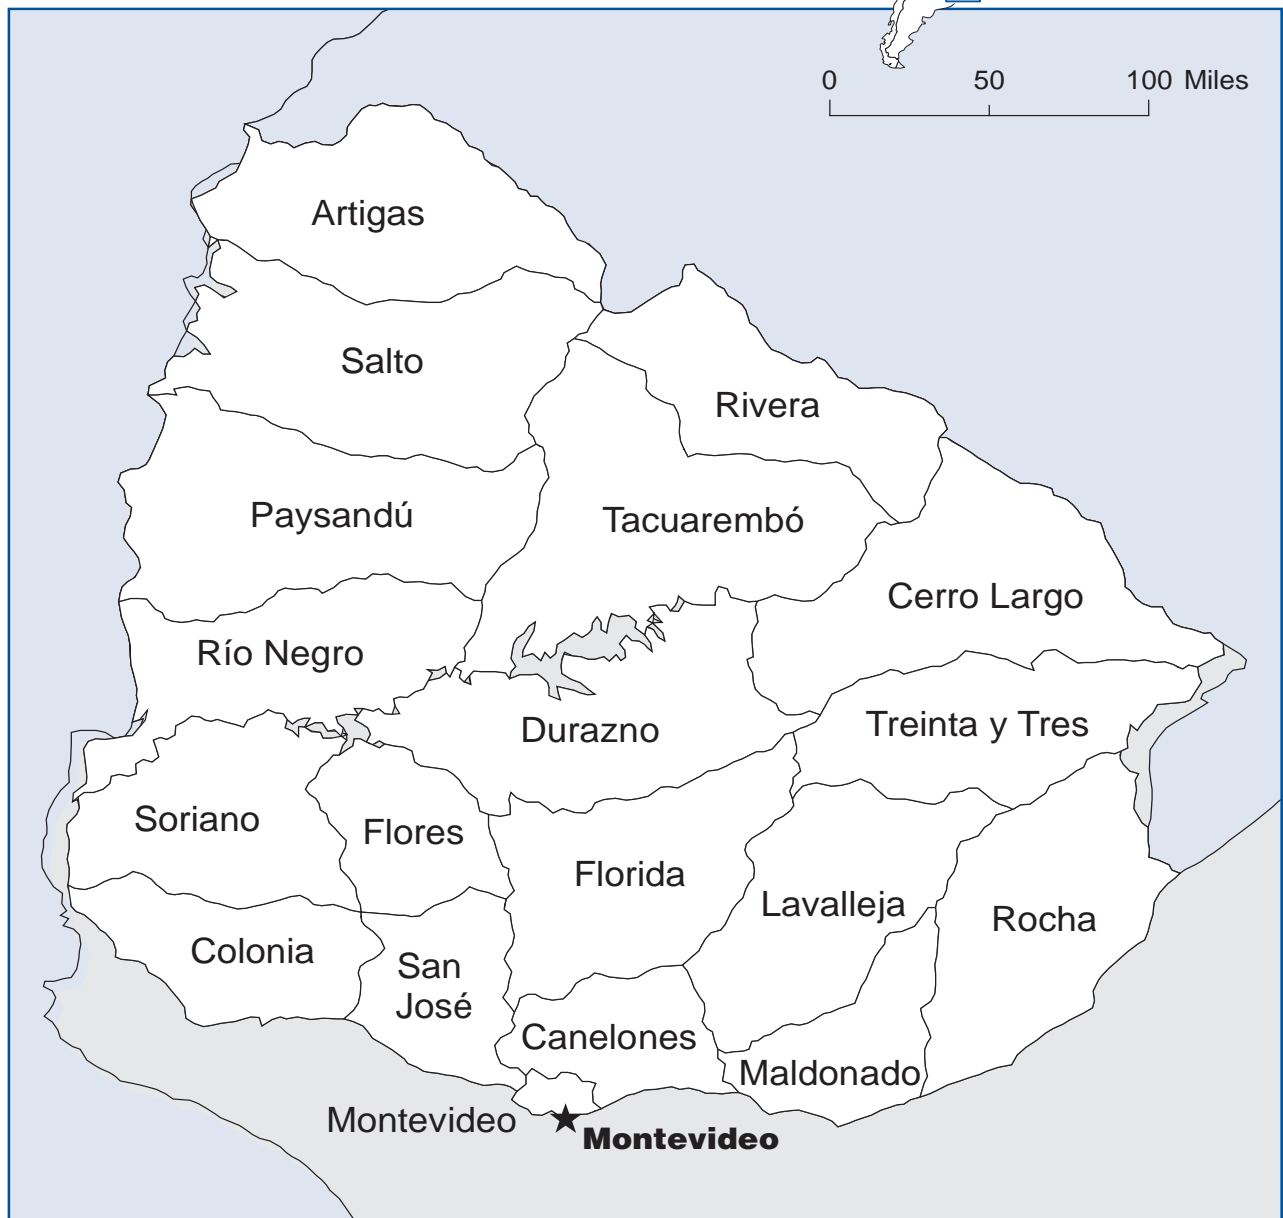 0 50 100 Miles
Artigas
Salto
Rivera
Paysandú
Tacuarembó
Cerro Largo
Río Negro
Durazno
Treinta y Tres
Soriano
Flores
Florida
Lavalleja
Rocha
Colonia
San
José
Canelones
Maldonado
Montevideo
Montevideo